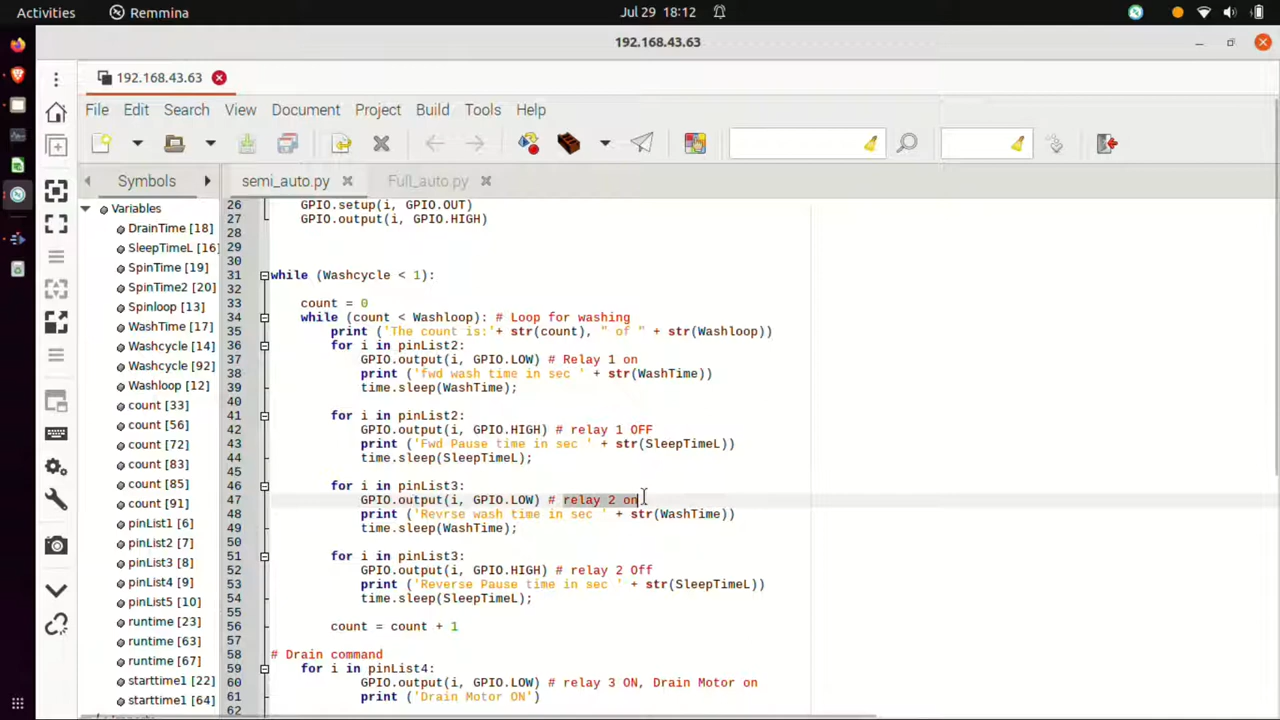 Activities Remmina Jul 29 18:12
192.168.43.63
192.168.43.63
File Edit Search View Document Project Build Tools Help
Symbols semi_auto.py Full_auto.py
Variables
DrainTime [18]
SleepTimeL [16]
SpinTime [19]
SpinTime2 [20]
Spinloop [13]
WashTime [17]
Washcycle [14]
Washcycle [92]
Washloop [12]
count [33]
count [56]
count [72]
count [83]
count [85]
count [91]
pinList1 [6]
pinList2 [7]
pinList3 [8]
pinList4 [9]
pinList5 [10]
runtime [23]
runtime [63]
runtime [67]
starttime1 [22]
starttime1 [64]
26 GPIO.setup(i, GPIO.OUT)
27 GPIO.output(i, GPIO.HIGH)
28
29
30
31 while (Washcycle < 1):
32
33 count = 0
34 while (count < Washloop): # Loop for washing
35 print ('The count is:'+ str(count), " of " + str(Washloop))
36 for i in pinList2:
37 GPIO.output(i, GPIO.LOW) # Relay 1 on
38 print ('fwd wash time in sec ' + str(WashTime))
39 time.sleep(WashTime);
40
41 for i in pinList2:
42 GPIO.output(i, GPIO.HIGH) # relay 1 OFF
43 print ('Fwd Pause time in sec ' + str(SleepTimeL))
44 time.sleep(SleepTimeL);
45
46 for i in pinList3:
47 GPIO.output(i, GPIO.LOW) # relay 2 on
48 print ('Revrse wash time in sec ' + str(WashTime))
49 time.sleep(WashTime);
50
51 for i in pinList3:
52 GPIO.output(i, GPIO.HIGH) # relay 2 Off
53 print ('Reverse Pause time in sec ' + str(SleepTimeL))
54 time.sleep(SleepTimeL);
55
56 count = count + 1
57
58 # Drain command
59 for i in pinList4:
60 GPIO.output(i, GPIO.LOW) # relay 3 ON, Drain Motor on
61 print ('Drain Motor ON')
62